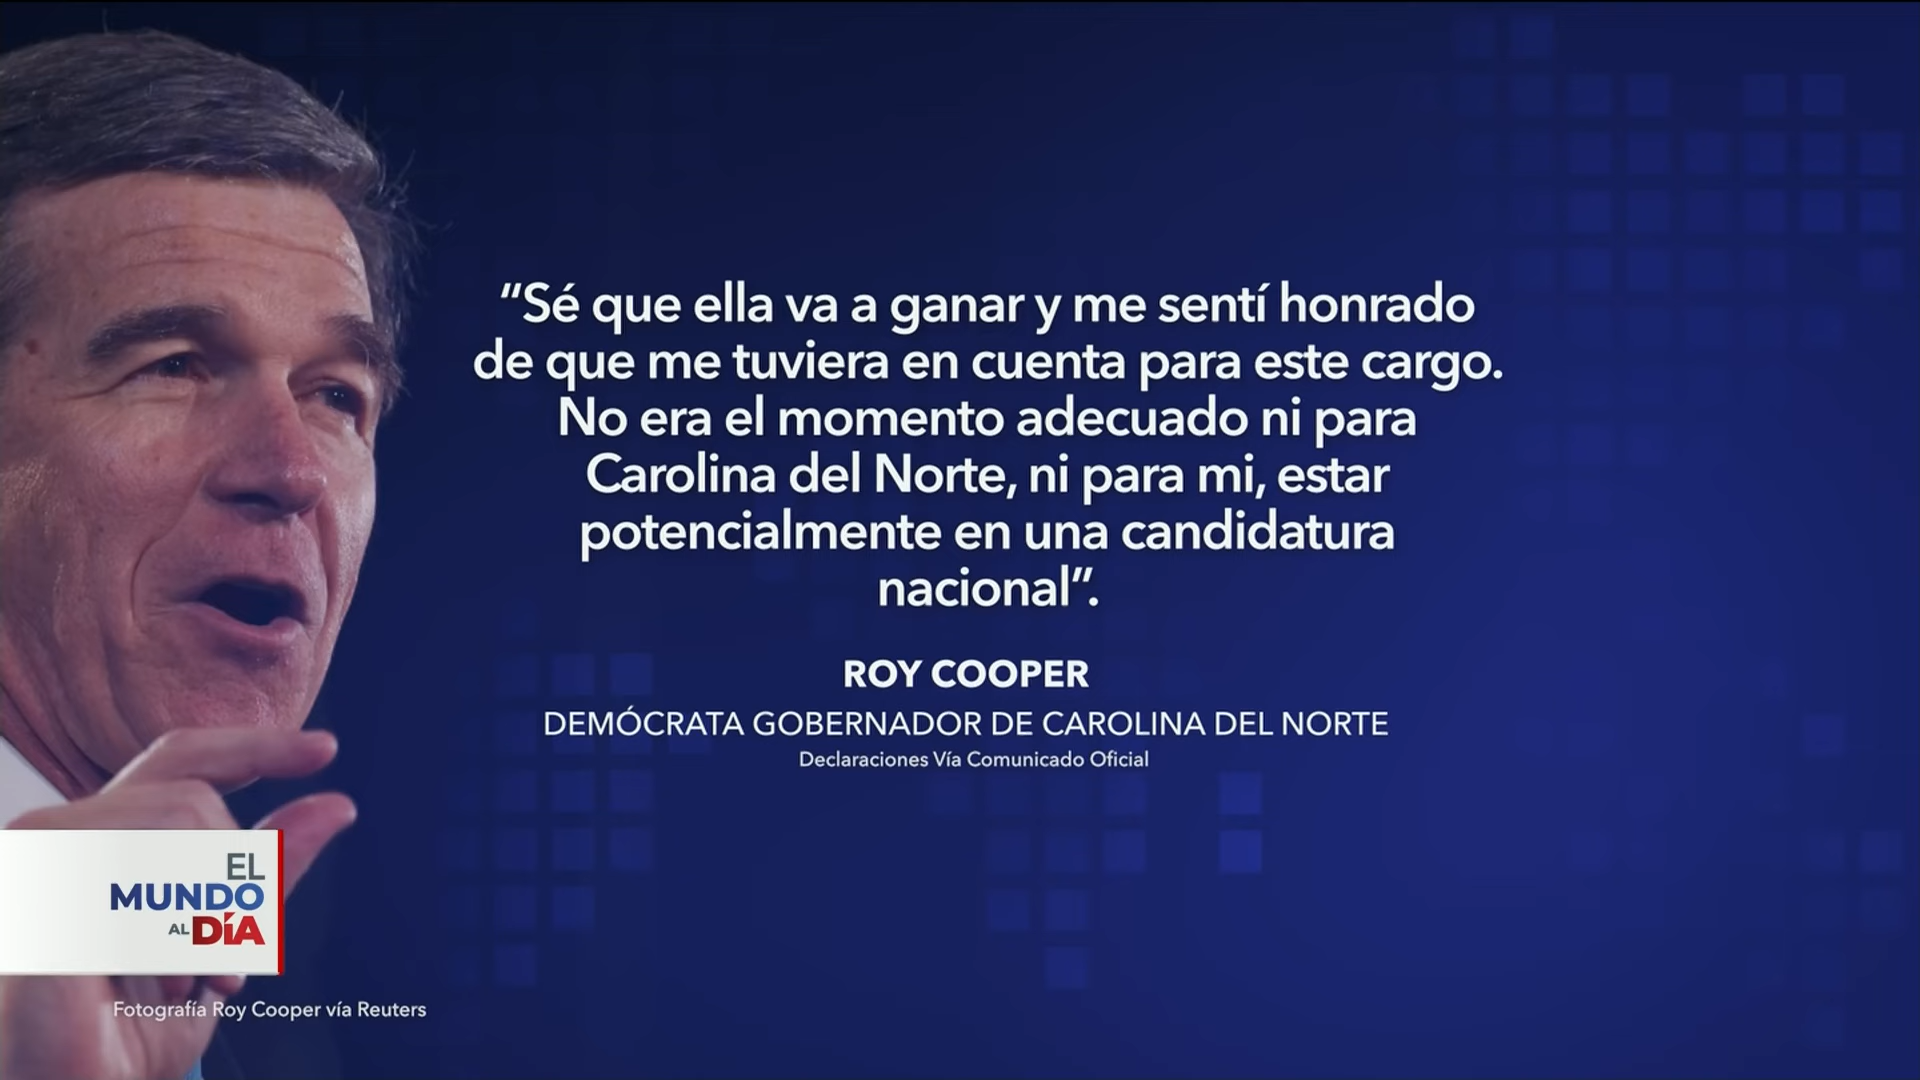 “Sé que ella va a ganar y me sentí honrado
de que me tuviera en cuenta para este cargo.
No era el momento adecuado ni para
Carolina del Norte, ni para mi, estar
potencialmente en una candidatura
nacional”.
ROY COOPER
DEMÓCRATA GOBERNADOR DE CAROLINA DEL NORTE
Declaraciones Vía Comunicado Oficial
EL
MUNDO
AL DÍA
Fotografía Roy Cooper vía Reuters